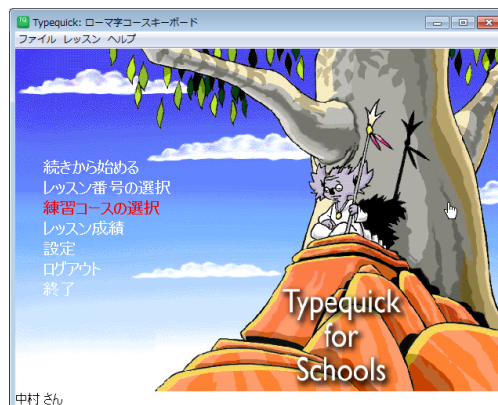 Typequick: ローマ字コースキーボード
ファイル レッスン ヘルプ
続きから始める
レッスン番号の選択
練習コースの選択
レッスン成績
設定
ログアウト
終了
Typequick
for
Schools
中村 さん